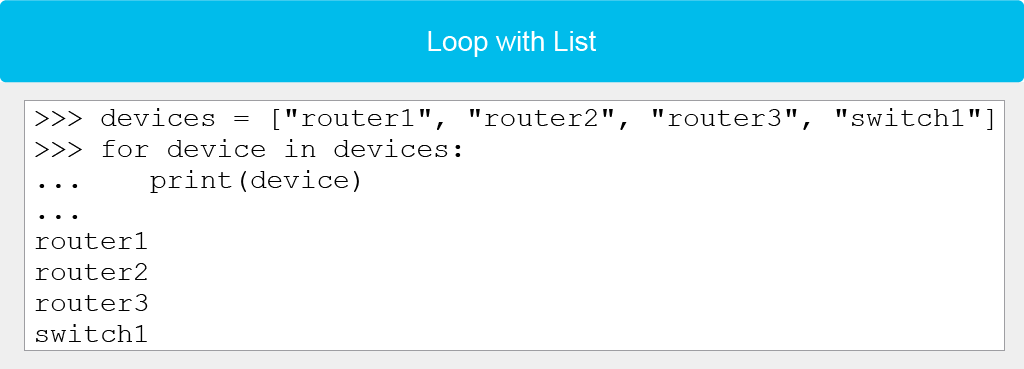 Loop with List
>>> devices = ["router1", "router2", "router3", "switch1"]
>>> for device in devices:
...    print(device)
...
router1
router2
router3
switch1